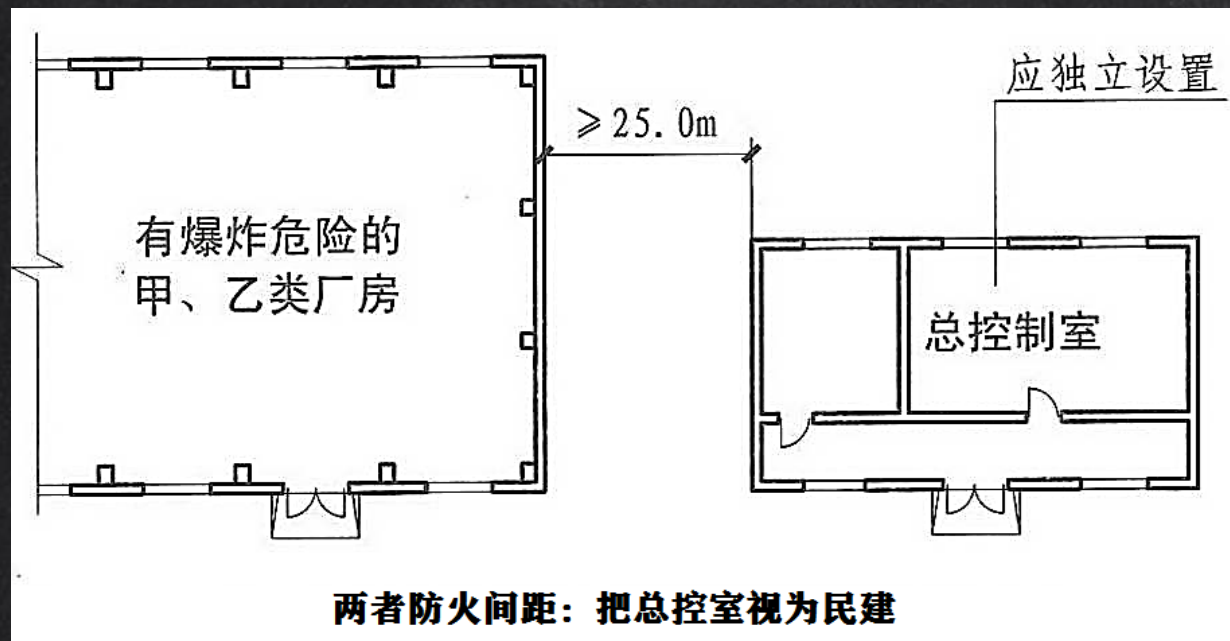 应独立设置
≥25.0m
有爆炸危险的
甲、乙类厂房
总控制室
两者防火间距：把总控室视为民建